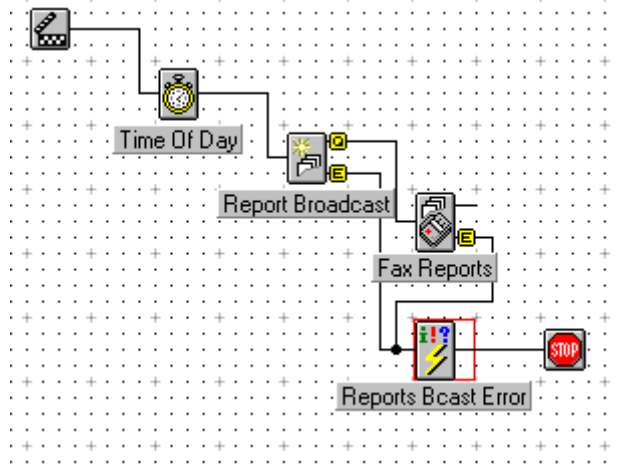 Time Of Day
Q
E
Report Broadcast
E
Fax Reports
i!?
STOP
Reports Bcast Error